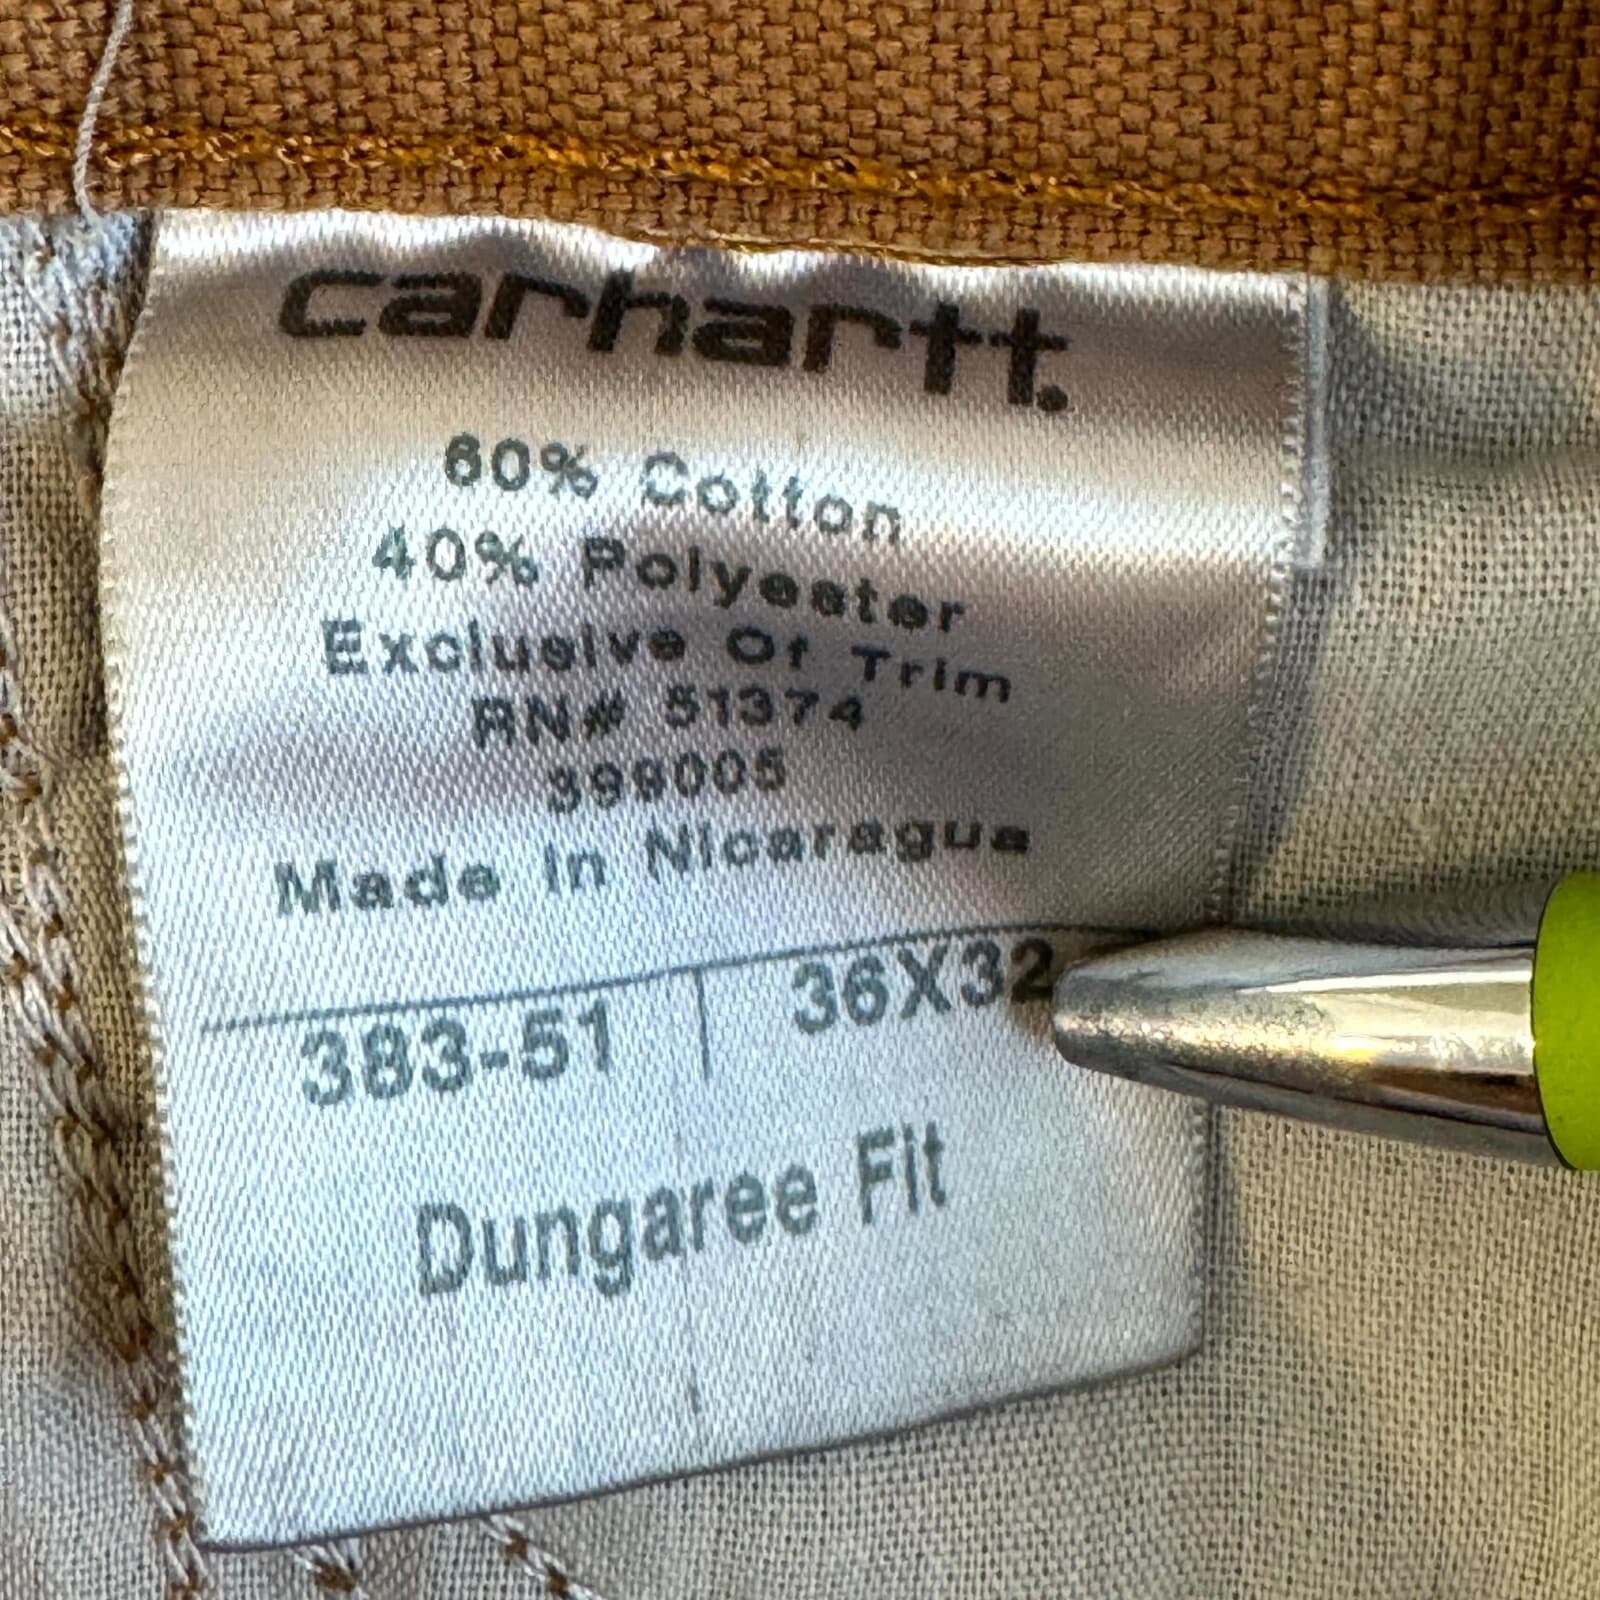 carhartt.
60% Cotton
40% Polyester
Exclusive Of Trim
RN# 51374
399005
Made In Nicaragua
383-51 36X32
Dungaree Fit